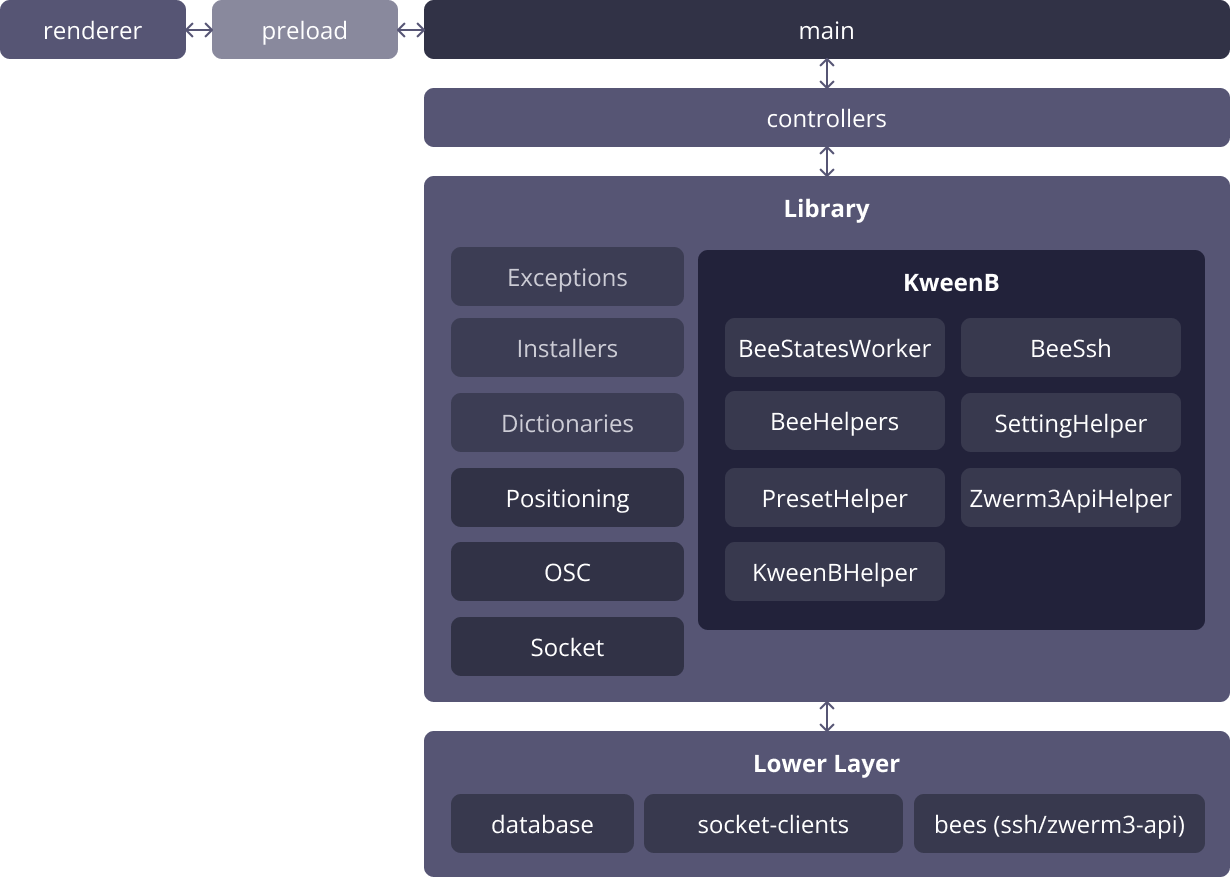 renderer
preload
main
controllers
Library
Exceptions
Installers
Dictionaries
Positioning
OSC
Socket
KweenB
BeeStatesWorker
BeeSsh
BeeHelpers
SettingHelper
PresetHelper
Zwerm3ApiHelper
KweenBHelper
Lower Layer
database
socket-clients
bees (ssh/zwerm3-api)